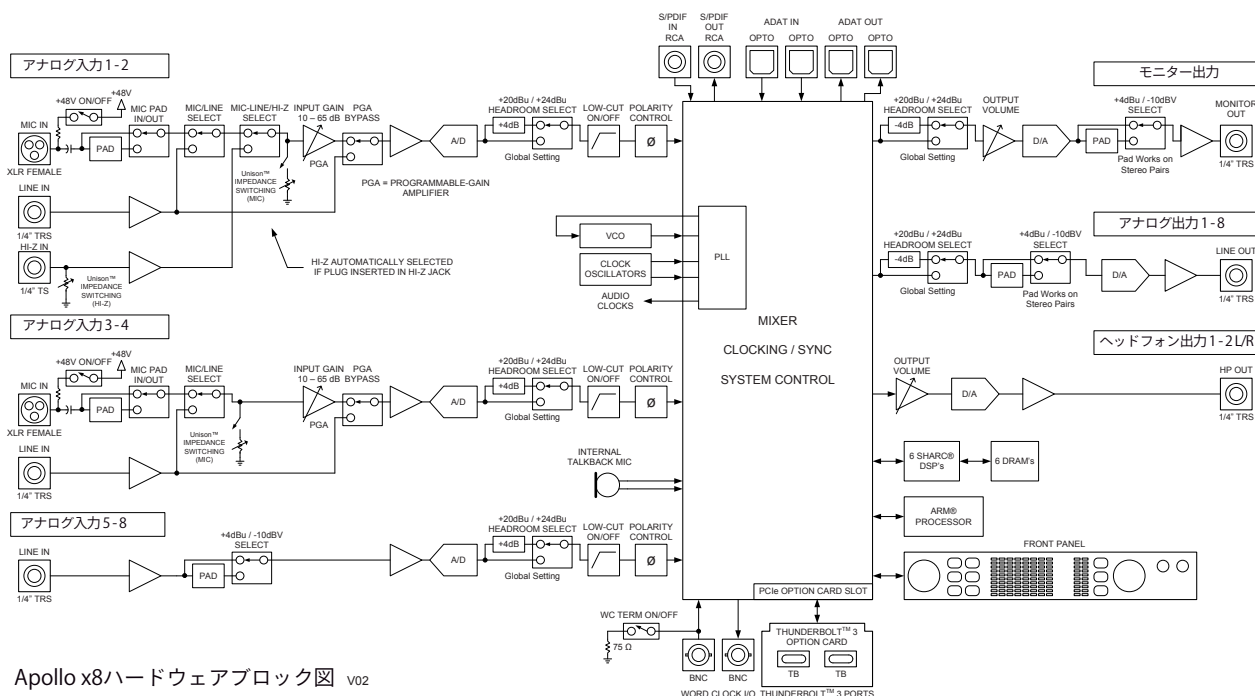 S/PDIF IN RCA
S/PDIF OUT RCA
ADAT IN
ADAT OUT
OPTO
OPTO
OPTO
OPTO
アナログ入力1-2
+48V ON/OFF
+48V
MIC IN
XLR FEMALE
PAD
MIC PAD IN/OUT
MIC/LINE SELECT
MIC-LINE/HI-Z SELECT
INPUT GAIN 10 – 65 dB
PGA
PGA BYPASS
Unison™ IMPEDANCE SWITCHING (MIC)
PGA = PROGRAMMABLE-GAIN AMPLIFIER
A/D
+20dBu / +24dBu HEADROOM SELECT
+4dB
Global Setting
LOW-CUT ON/OFF
POLARITY CONTROL
Ø
LINE IN
1/4" TRS
HI-Z IN
1/4" TS
Unison™ IMPEDANCE SWITCHING (HI-Z)
HI-Z AUTOMATICALLY SELECTED IF PLUG INSERTED IN HI-Z JACK
アナログ入力3-4
+48V ON/OFF
+48V
MIC IN
XLR FEMALE
PAD
MIC PAD IN/OUT
MIC/LINE SELECT
INPUT GAIN 10 – 65 dB
PGA
PGA BYPASS
Unison™ IMPEDANCE SWITCHING (MIC)
A/D
+20dBu / +24dBu HEADROOM SELECT
+4dB
Global Setting
LOW-CUT ON/OFF
POLARITY CONTROL
Ø
LINE IN
1/4" TRS
INTERNAL TALKBACK MIC
アナログ入力5-8
LINE IN
1/4" TRS
PAD
+4dBu / -10dBV SELECT
A/D
+20dBu / +24dBu HEADROOM SELECT
+4dB
Global Setting
LOW-CUT ON/OFF
POLARITY CONTROL
Ø
VCO
CLOCK OSCILLATORS
AUDIO CLOCKS
PLL
MIXER
CLOCKING / SYNC
SYSTEM CONTROL
PCIe OPTION CARD SLOT
THUNDERBOLT™ 3 OPTION CARD
TB
TB
THUNDERBOLT™ 3 PORTS
WC TERM ON/OFF
75 Ω
BNC
BNC
WORD CLOCK I/O
モニター出力
+20dBu / +24dBu HEADROOM SELECT
-4dB
Global Setting
OUTPUT VOLUME
D/A
PAD
+4dBu / -10dBV SELECT
Pad Works on Stereo Pairs
MONITOR OUT
1/4" TRS
アナログ出力1-8
+20dBu / +24dBu HEADROOM SELECT
-4dB
Global Setting
PAD
+4dBu / -10dBV SELECT
Pad Works on Stereo Pairs
D/A
LINE OUT
1/4" TRS
ヘッドフォン出力1-2L/R
OUTPUT VOLUME
D/A
HP OUT
1/4" TRS
6 SHARC® DSP's
6 DRAM's
ARM® PROCESSOR
FRONT PANEL
Apollo x8ハードウェアブロック図 V02